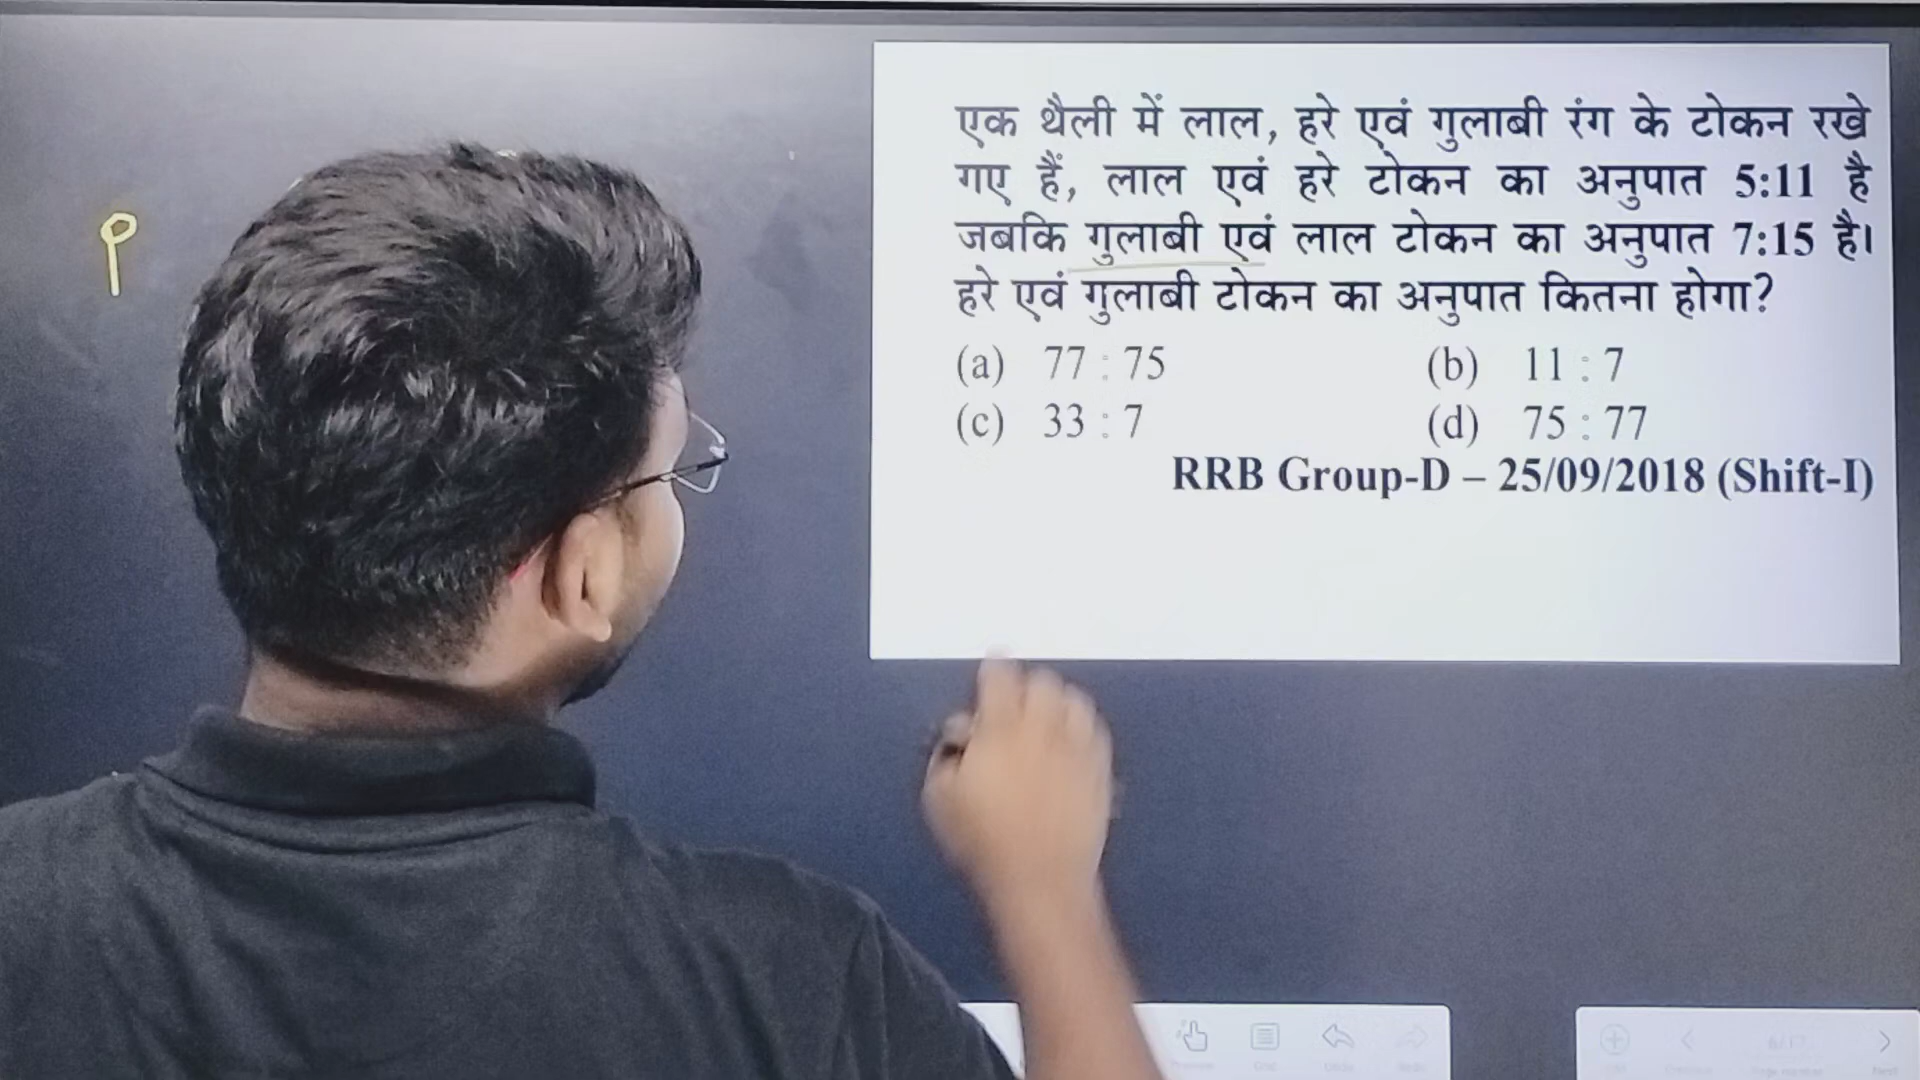 एक थैली में लाल, हरे एवं गुलाबी रंग के टोकन रखे
गए हैं, लाल एवं हरे टोकन का अनुपात 5:11 है
जबकि गुलाबी एवं लाल टोकन का अनुपात 7:15 है।
हरे एवं गुलाबी टोकन का अनुपात कितना होगा?
(a) 77 : 75 (b) 11 : 7
(c) 33 : 7 (d) 75 : 77
RRB Group-D – 25/09/2018 (Shift-I)